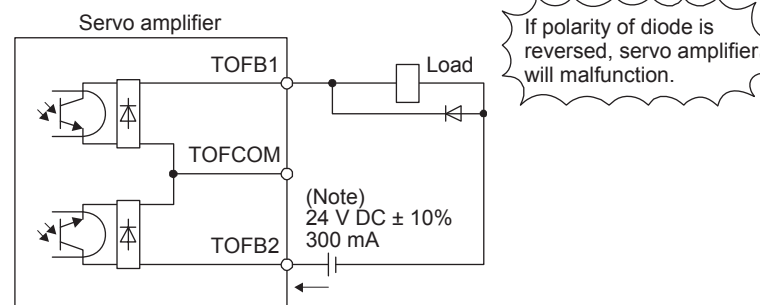 Servo amplifier
If polarity of diode is
reversed, servo amplifier
will malfunction.
TOFB1
Load
TOFCOM
(Note)
24 V DC ± 10%
300 mA
TOFB2